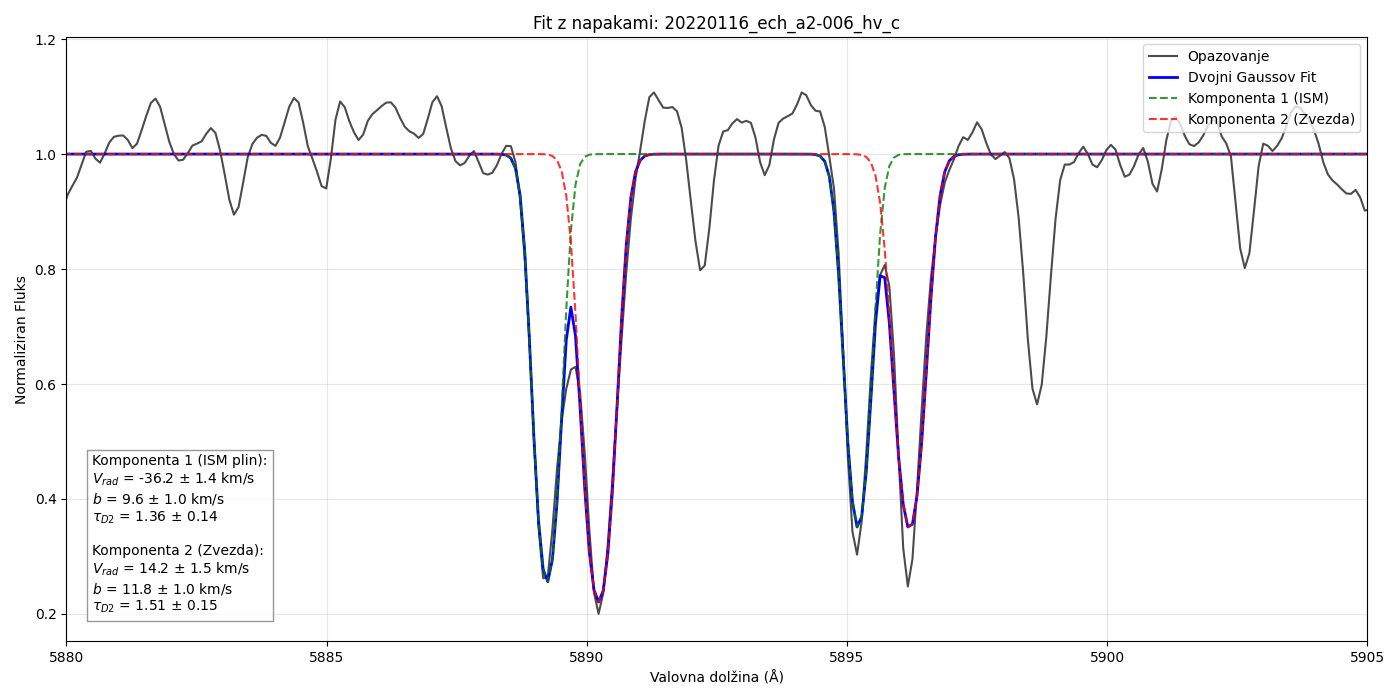 Fit z napakami: 20220116_ech_a2-006_hv_c
Normaliziran Fluks
1.2
1.0
0.8
0.6
0.4
0.2
Opazovanje
Dvojni Gaussov Fit
Komponenta 1 (ISM)
Komponenta 2 (Zvezda)
Komponenta 1 (ISM plin):
V_rad = -36.2 ± 1.4 km/s
b = 9.6 ± 1.0 km/s
τ_D2 = 1.36 ± 0.14
Komponenta 2 (Zvezda):
V_rad = 14.2 ± 1.5 km/s
b = 11.8 ± 1.0 km/s
τ_D2 = 1.51 ± 0.15
5880 5885 5890 5895 5900 5905
Valovna dolžina (Å)